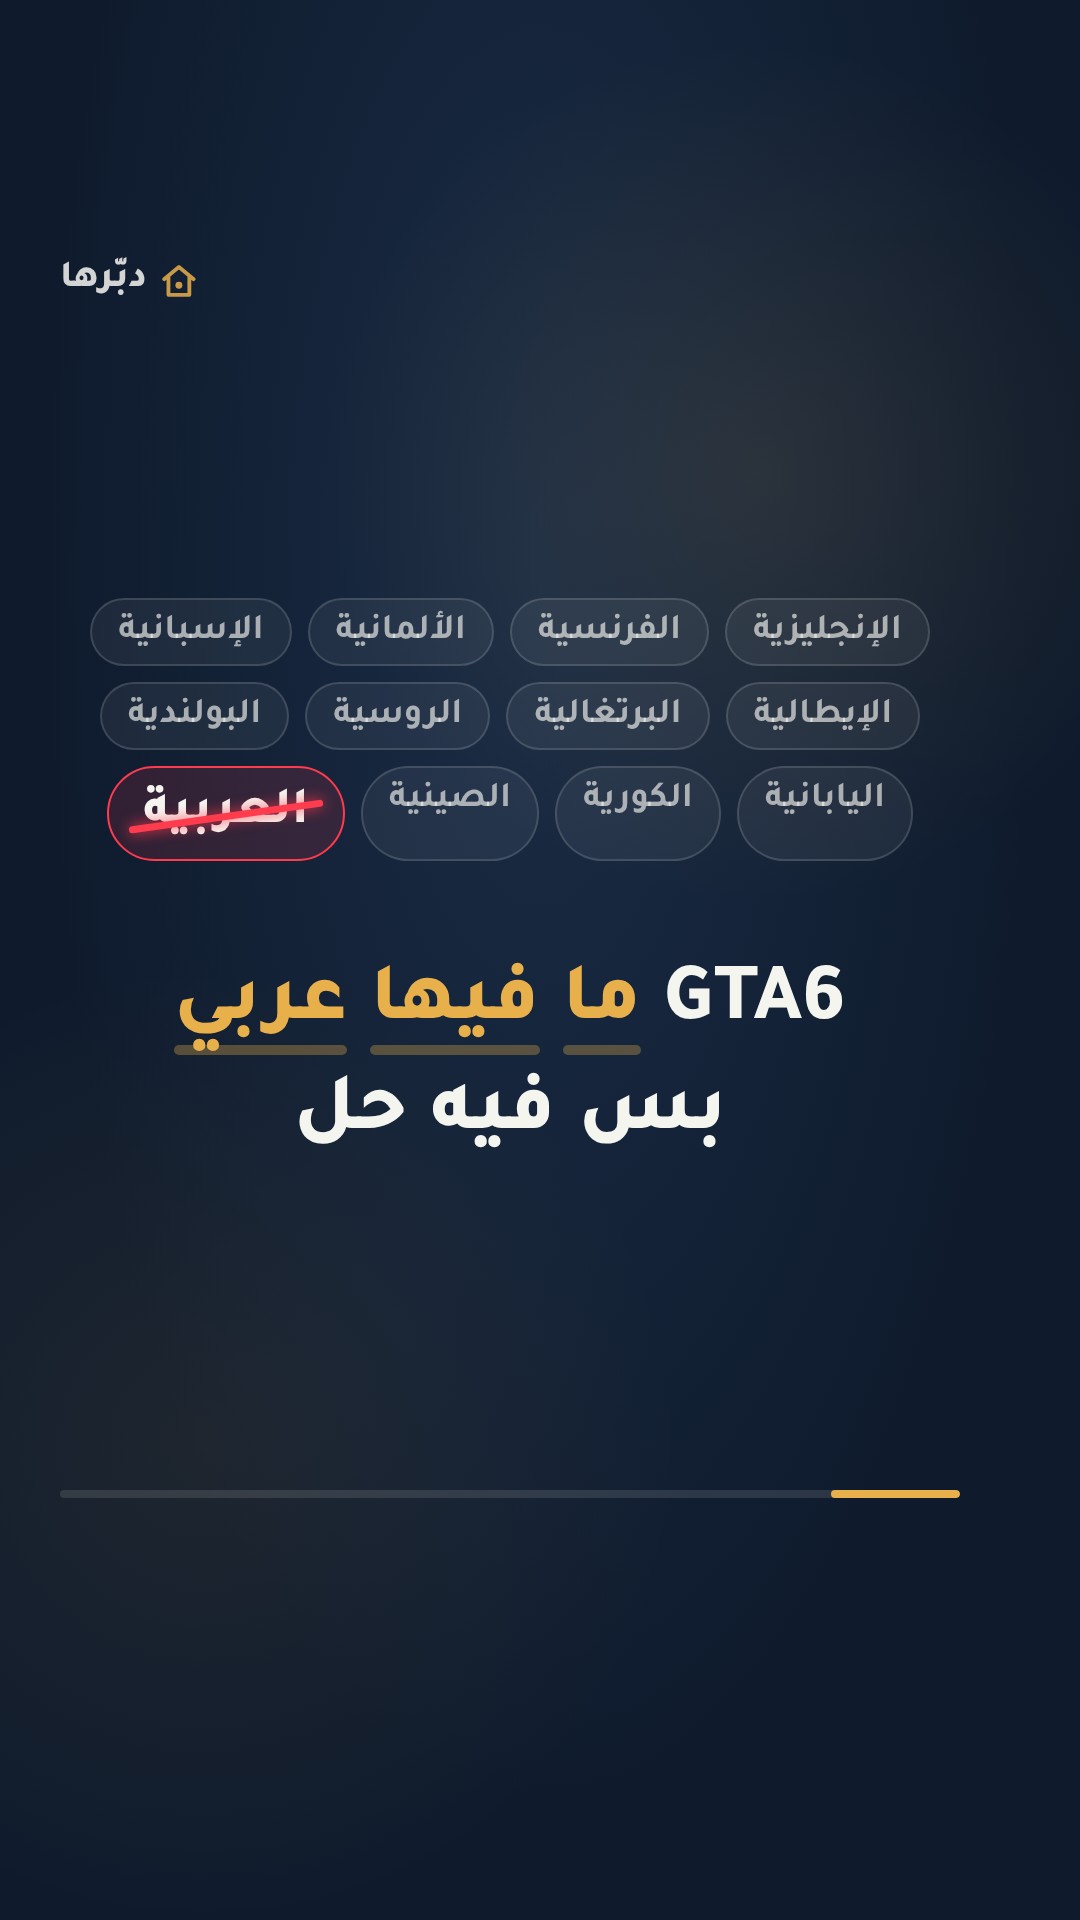 دبّرها
الإنجليزية الفرنسية الألمانية الإسبانية
الإيطالية البرتغالية الروسية البولندية
اليابانية الكورية الصينية العربية
GTA6 ما فيها عربي
بس فيه حل